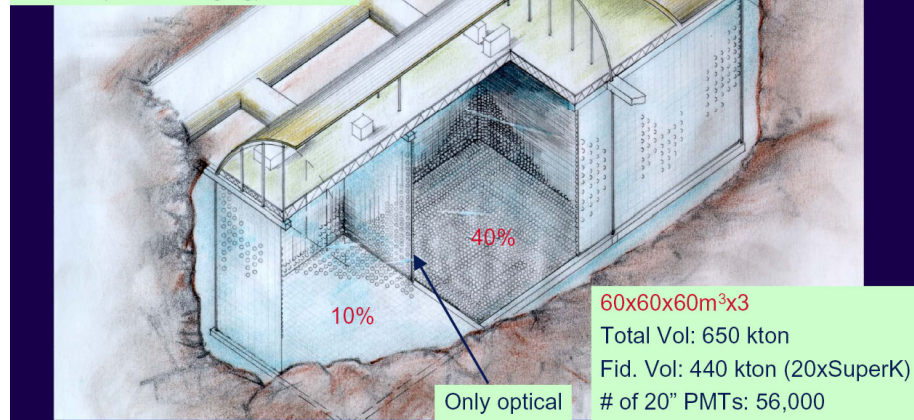 40%
10%
Only optical
60x60x60m³x3
Total Vol: 650 kton
Fid. Vol: 440 kton (20xSuperK)
# of 20” PMTs: 56,000